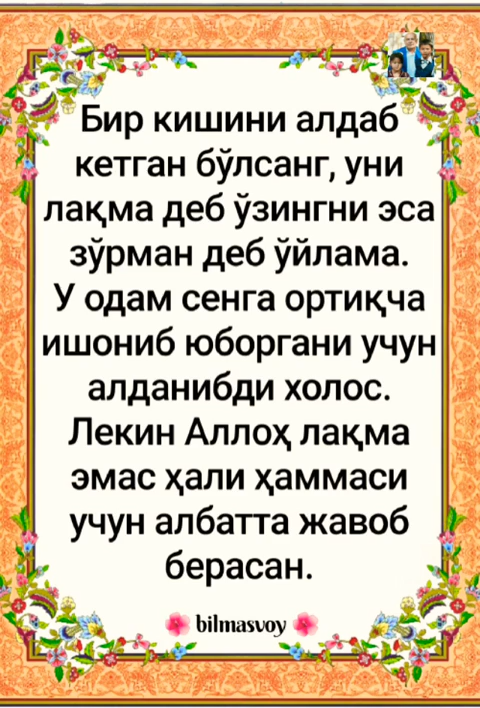 Бир кишини алдаб
кетган бўлсанг, уни
лақма деб ўзингни эса
зўрман деб ўйлама.
У одам сенга ортиқча
ишониб юборгани учун
алданибди холос.
Лекин Аллоҳ лақма
эмас ҳали ҳаммаси
учун албатта жавоб
берасан.
bilmasvoy